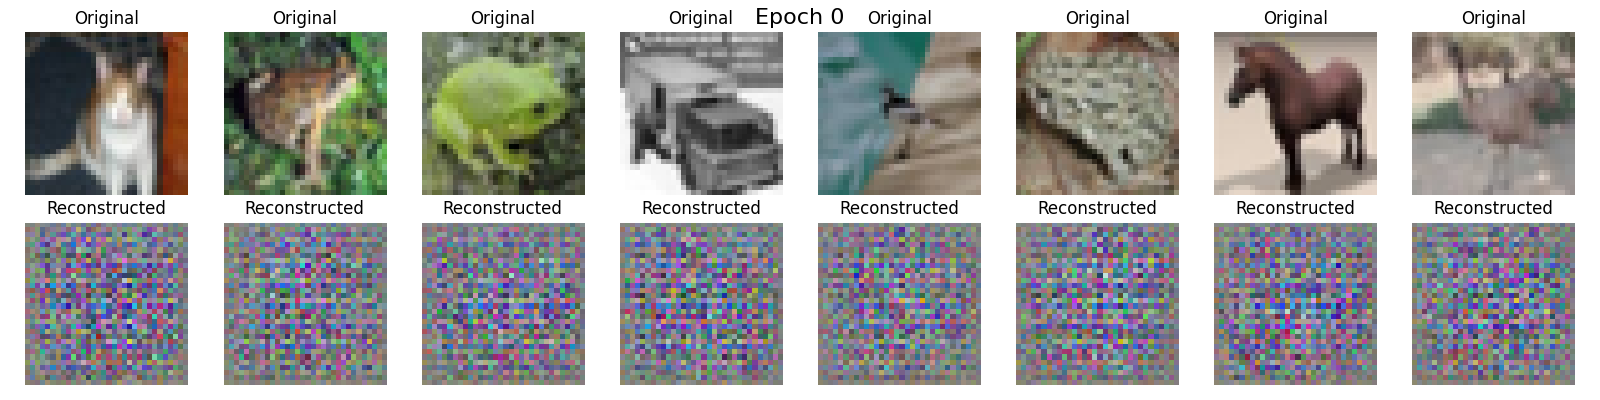 Epoch 0
Original Original Original Original Original Original Original Original
Reconstructed Reconstructed Reconstructed Reconstructed Reconstructed Reconstructed Reconstructed Reconstructed